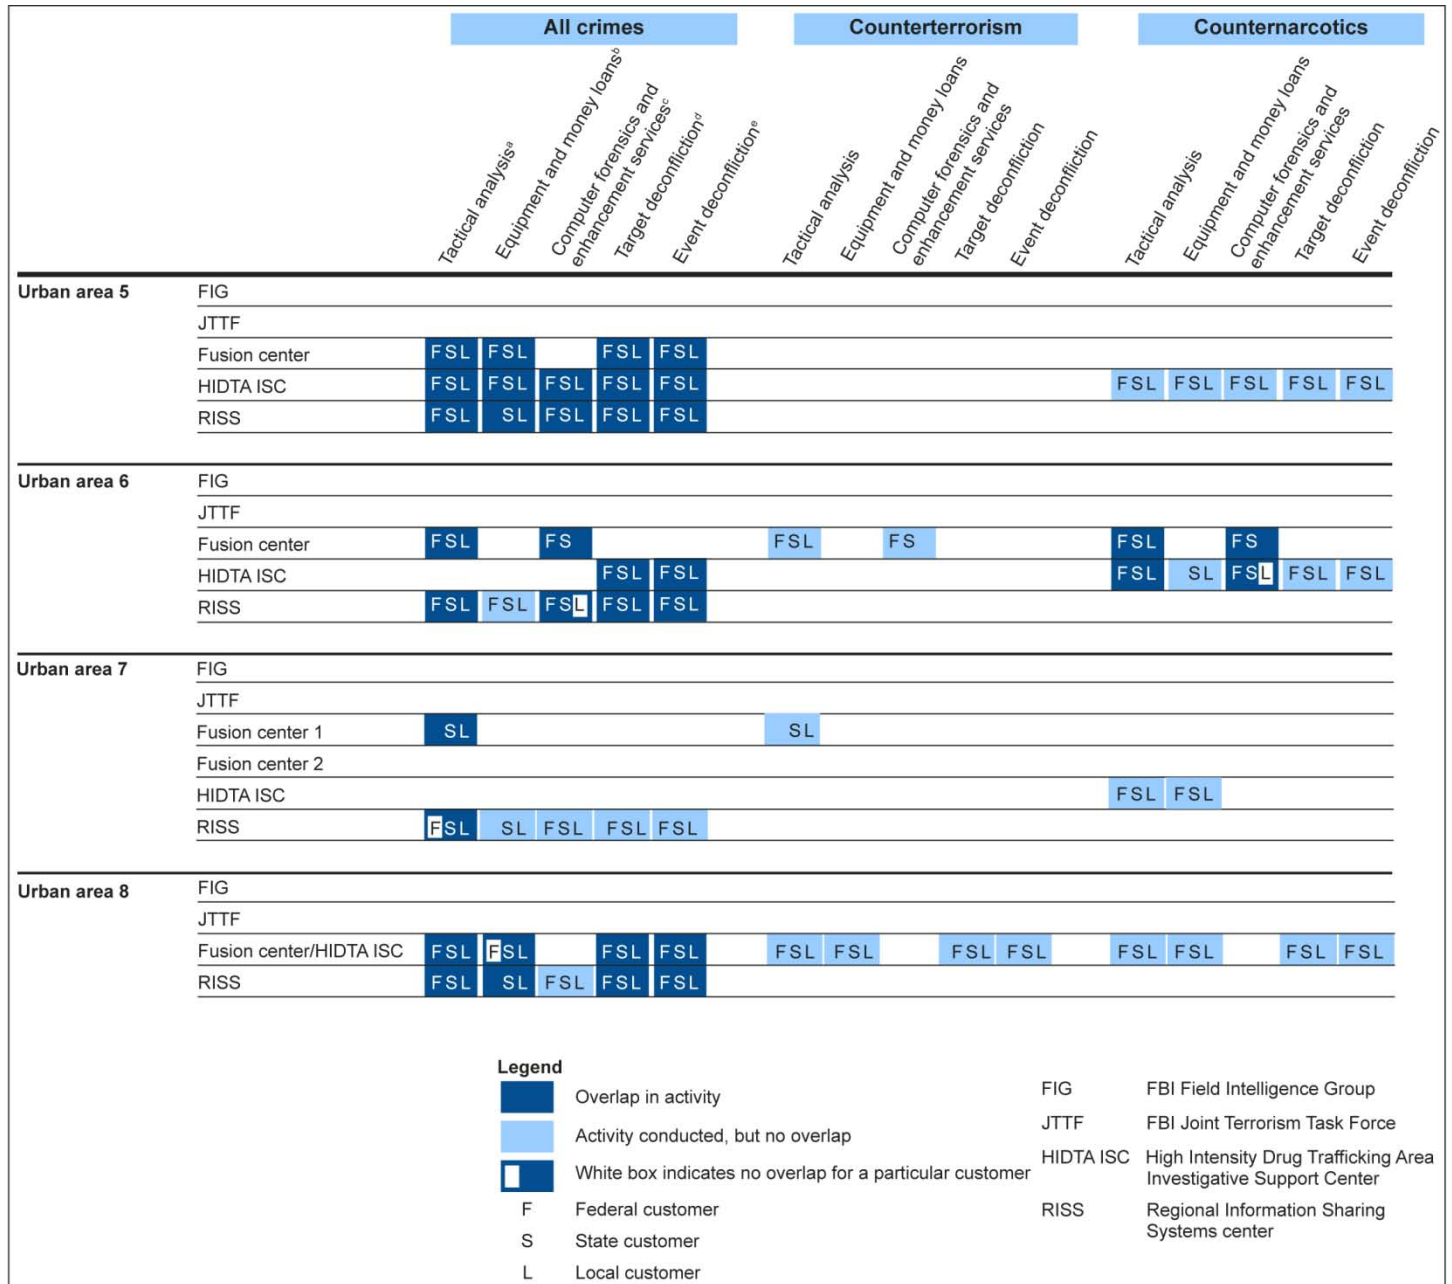 All crimes Counterterrorism Counternarcotics
Tactical analysisᵃ
Equipment and money loansᵇ
Computer forensics and
enhancement servicesᶜ
Target deconflictionᵈ
Event deconflictionᵉ
Tactical analysis
Equipment and money loans
Computer forensics and
enhancement services
Target deconfliction
Event deconfliction
Tactical analysis
Equipment and money loans
Computer forensics and
enhancement services
Target deconfliction
Event deconfliction
Urban area 5 FIG
JTTF
Fusion center FSL FSL FSL FSL
HIDTA ISC FSL FSL FSL FSL FSL FSL FSL FSL FSL FSL
RISS FSL SL FSL FSL FSL
Urban area 6 FIG
JTTF
Fusion center FSL FS FSL FS FSL FS
HIDTA ISC FSL FSL FSL SL FSL FSL FSL
RISS FSL FSL FSL FSL FSL
Urban area 7 FIG
JTTF
Fusion center 1 SL SL
Fusion center 2
HIDTA ISC FSL FSL
RISS FSL SL FSL FSL FSL
Urban area 8 FIG
JTTF
Fusion center/HIDTA ISC FSL FSL FSL FSL FSL FSL FSL FSL FSL FSL FSL FSL
RISS FSL SL FSL FSL FSL
Legend
Overlap in activity
Activity conducted, but no overlap
White box indicates no overlap for a particular customer
F Federal customer
S State customer
L Local customer
FIG FBI Field Intelligence Group
JTTF FBI Joint Terrorism Task Force
HIDTA ISC High Intensity Drug Trafficking Area
Investigative Support Center
RISS Regional Information Sharing
Systems center